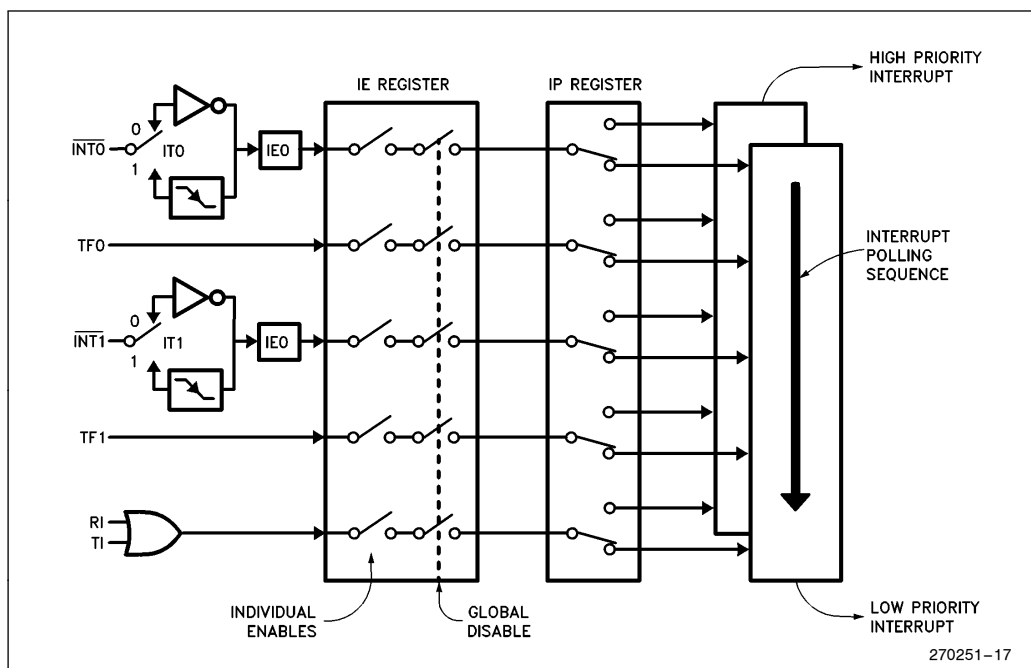 HIGH PRIORITY
INTERRUPT
IE REGISTER
IP REGISTER
0
INT0
IT0
1
IE0
TF0
INTERRUPT
POLLING
SEQUENCE
0
INT1
IT1
1
IE0
TF1
RI
TI
INDIVIDUAL
ENABLES
GLOBAL
DISABLE
LOW PRIORITY
INTERRUPT
270251–17